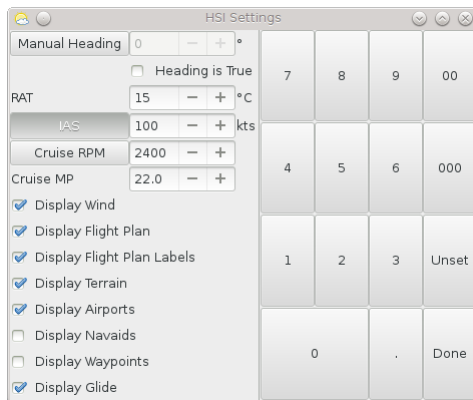 HSI Settings
Manual Heading 0 − + °
Heading is True
RAT 15 − + °C
IAS 100 − + kts
Cruise RPM 2400 − +
Cruise MP 22.0 − +
Display Wind
Display Flight Plan
Display Flight Plan Labels
Display Terrain
Display Airports
Display Navaids
Display Waypoints
Display Glide
7 8 9 00
4 5 6 000
1 2 3 Unset
0 . Done